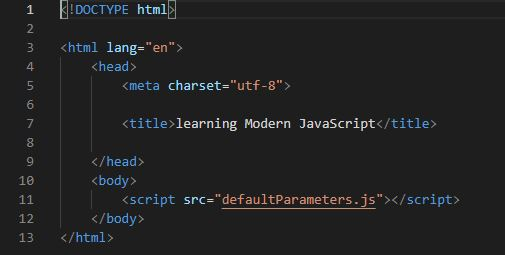 1 <!DOCTYPE html>
2
3 <html lang="en">
4 <head>
5 <meta charset="utf-8">
6
7 <title>learning Modern JavaScript</title>
8
9 </head>
10 <body>
11 <script src="defaultParameters.js"></script>
12 </body>
13 </html>